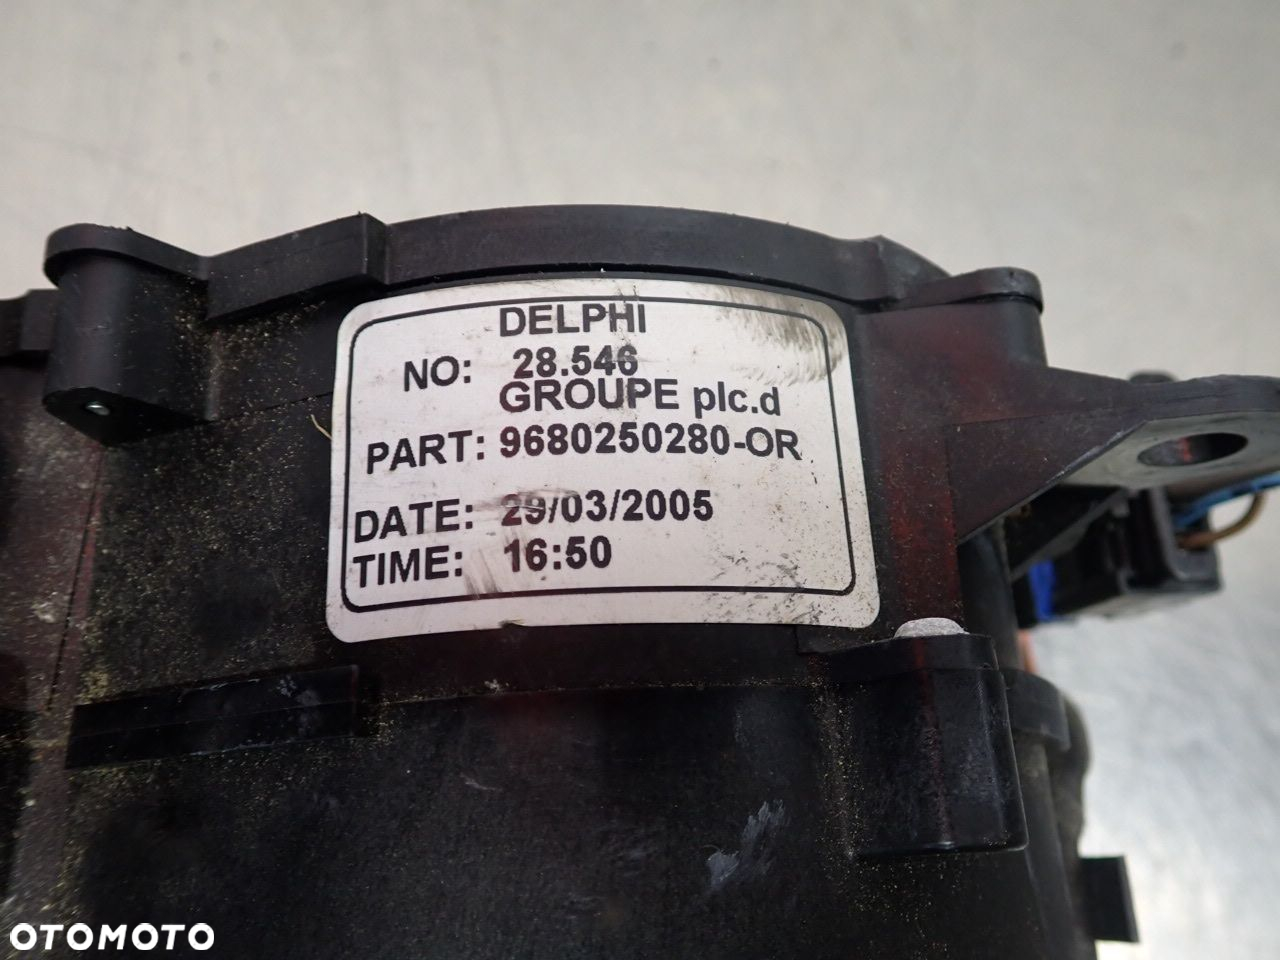 DELPHI
NO: 28.546
GROUPE plc.d
PART: 9680250280-OR
DATE: 29/03/2005
TIME: 16:50
OTOMOTO